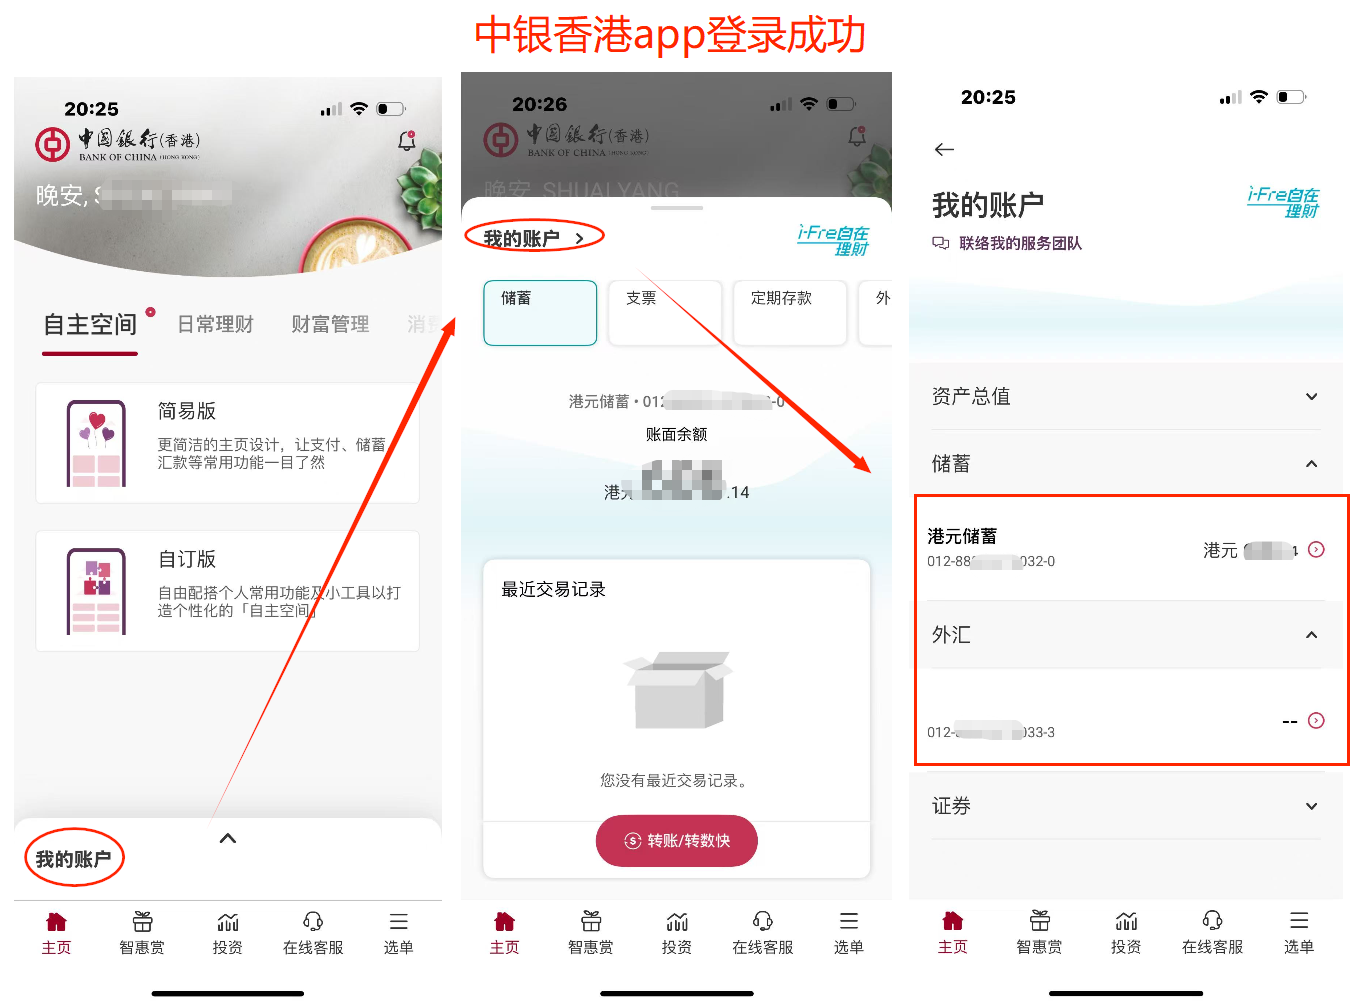 中银香港app登录成功
20:25
中國銀行(香港)
BANK OF CHINA (HONG KONG)
晚安, S
自主空间
日常理财
财富管理
消费
简易版
更简洁的主页设计，让支付、储蓄、
汇款等常用功能一目了然
自订版
自由配搭个人常用功能及小工具以打
造个性化的「自主空间」
我的账户
主页
智惠赏
投资
在线客服
选单
20:26
中國銀行(香港)
BANK OF CHINA (HONG KONG)
晚安, SHUAI YANG
我的账户
i-Free自在
理财
储蓄
支票
定期存款
外
港元储蓄 • 012
-0
账面余额
港元
.14
最近交易记录
您没有最近交易记录。
转账/转数快
主页
智惠赏
投资
在线客服
选单
20:25
我的账户
i-Free自在
理财
联络我的服务团队
资产总值
储蓄
港元储蓄
012-88
032-0
港元
4
外汇
012-
033-3
--
证券
主页
智惠赏
投资
在线客服
选单